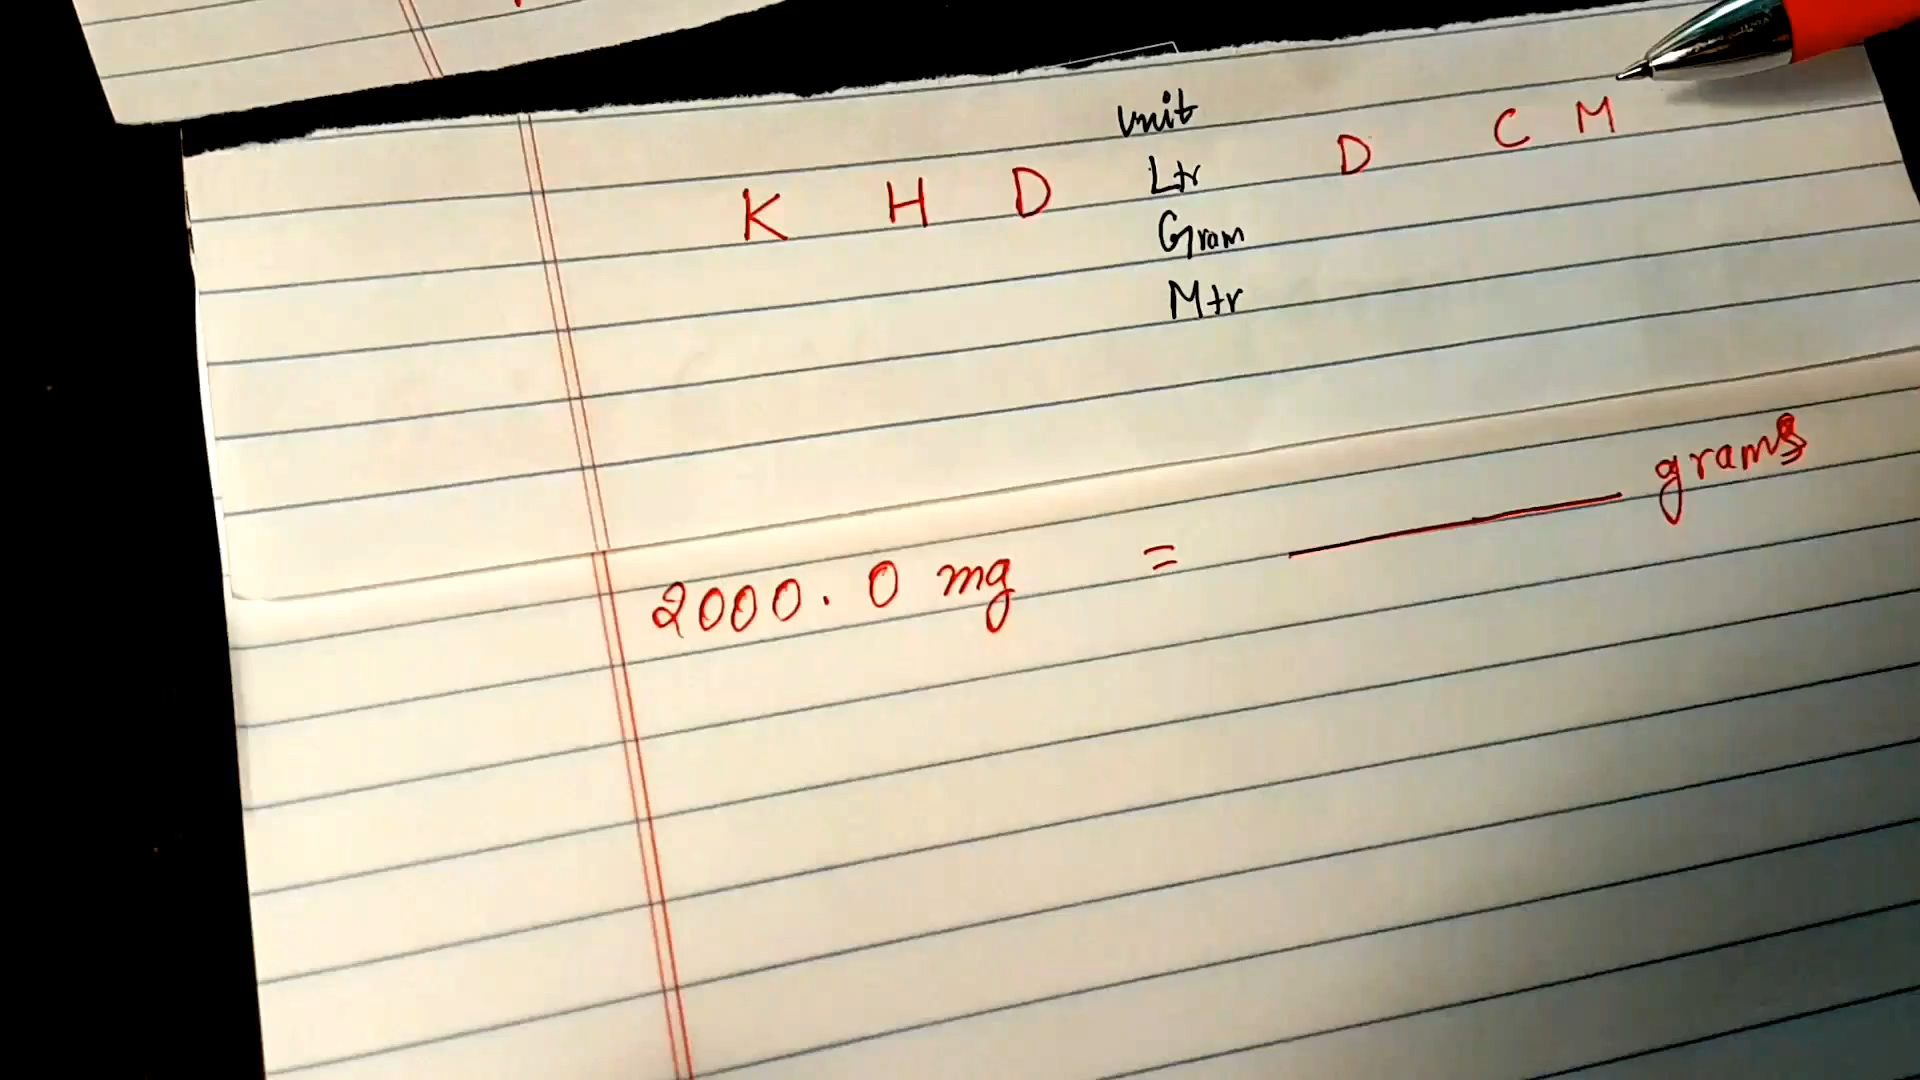 unit
K H D Ltr D C M
Gram
Mtr
2000.0 mg = ________ grams